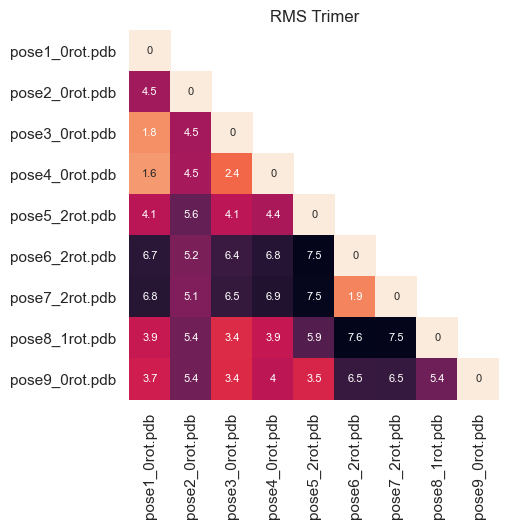 RMS Trimer
pose1_0rot.pdb 0
pose2_0rot.pdb 4.5 0
pose3_0rot.pdb 1.8 4.5 0
pose4_0rot.pdb 1.6 4.5 2.4 0
pose5_2rot.pdb 4.1 5.6 4.1 4.4 0
pose6_2rot.pdb 6.7 5.2 6.4 6.8 7.5 0
pose7_2rot.pdb 6.8 5.1 6.5 6.9 7.5 1.9 0
pose8_1rot.pdb 3.9 5.4 3.4 3.9 5.9 7.6 7.5 0
pose9_0rot.pdb 3.7 5.4 3.4 4 3.5 6.5 6.5 5.4 0
pose1_0rot.pdb
pose2_0rot.pdb
pose3_0rot.pdb
pose4_0rot.pdb
pose5_2rot.pdb
pose6_2rot.pdb
pose7_2rot.pdb
pose8_1rot.pdb
pose9_0rot.pdb